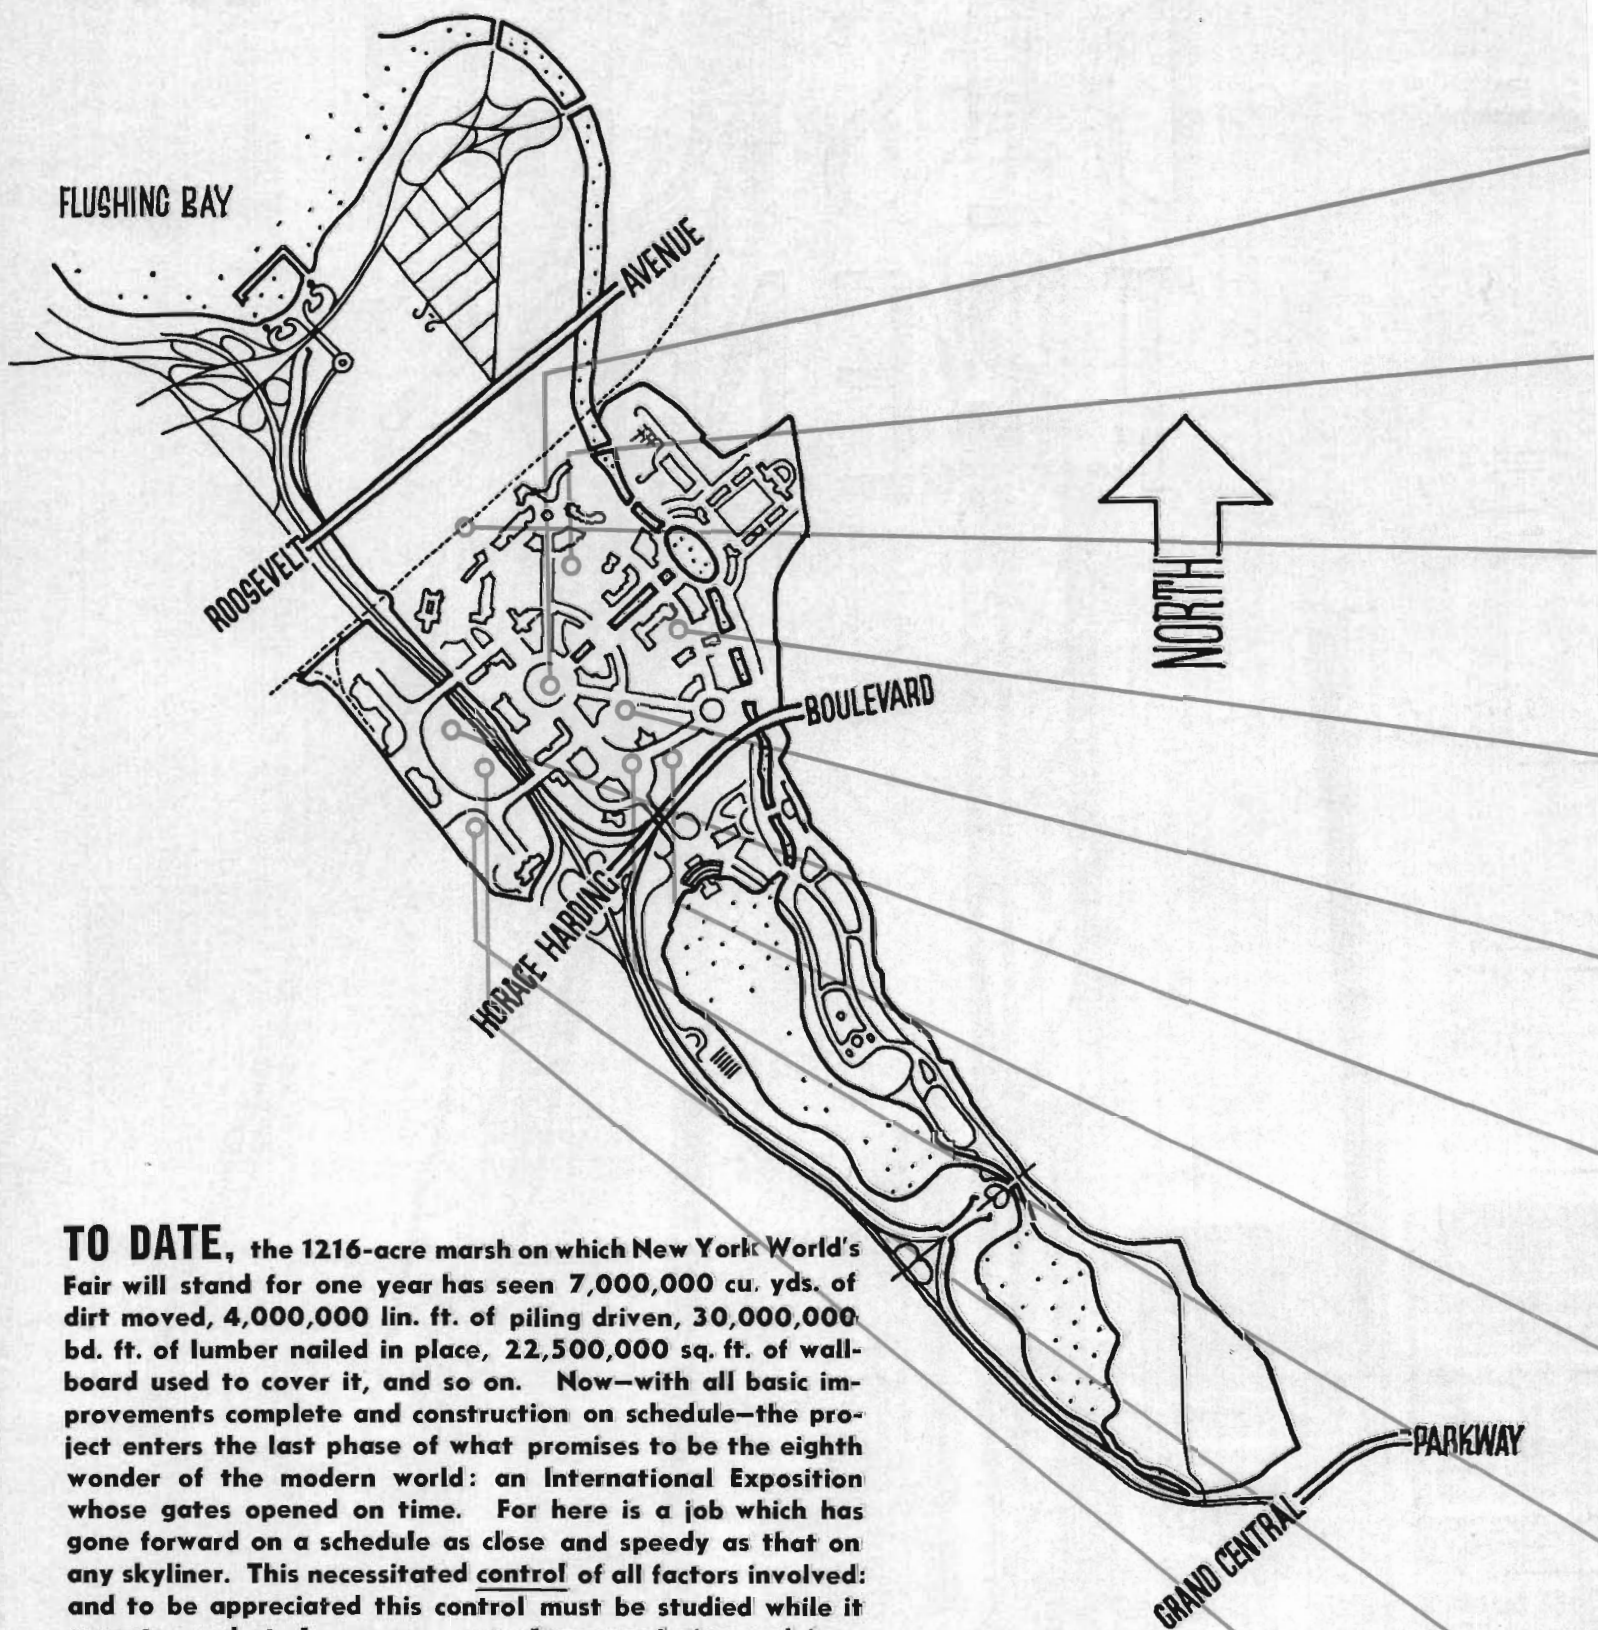 FLUSHING BAY
AVENUE
ROOSEVELT
NORTH
BOULEVARD
HORACE HARDING
PARKWAY
GRAND CENTRAL
TO DATE, the 1216-acre marsh on which New York World's
Fair will stand for one year has seen 7,000,000 cu. yds. of
dirt moved, 4,000,000 lin. ft. of piling driven, 30,000,000
bd. ft. of lumber nailed in place, 22,500,000 sq. ft. of wall-
board used to cover it, and so on. Now—with all basic im-
provements complete and construction on schedule—the pro-
ject enters the last phase of what promises to be the eighth
wonder of the modern world: an International Exposition
whose gates opened on time. For here is a job which has
gone forward on a schedule as close and speedy as that on
any skyliner. This necessitated control of all factors involved:
and to be appreciated this control must be studied while it